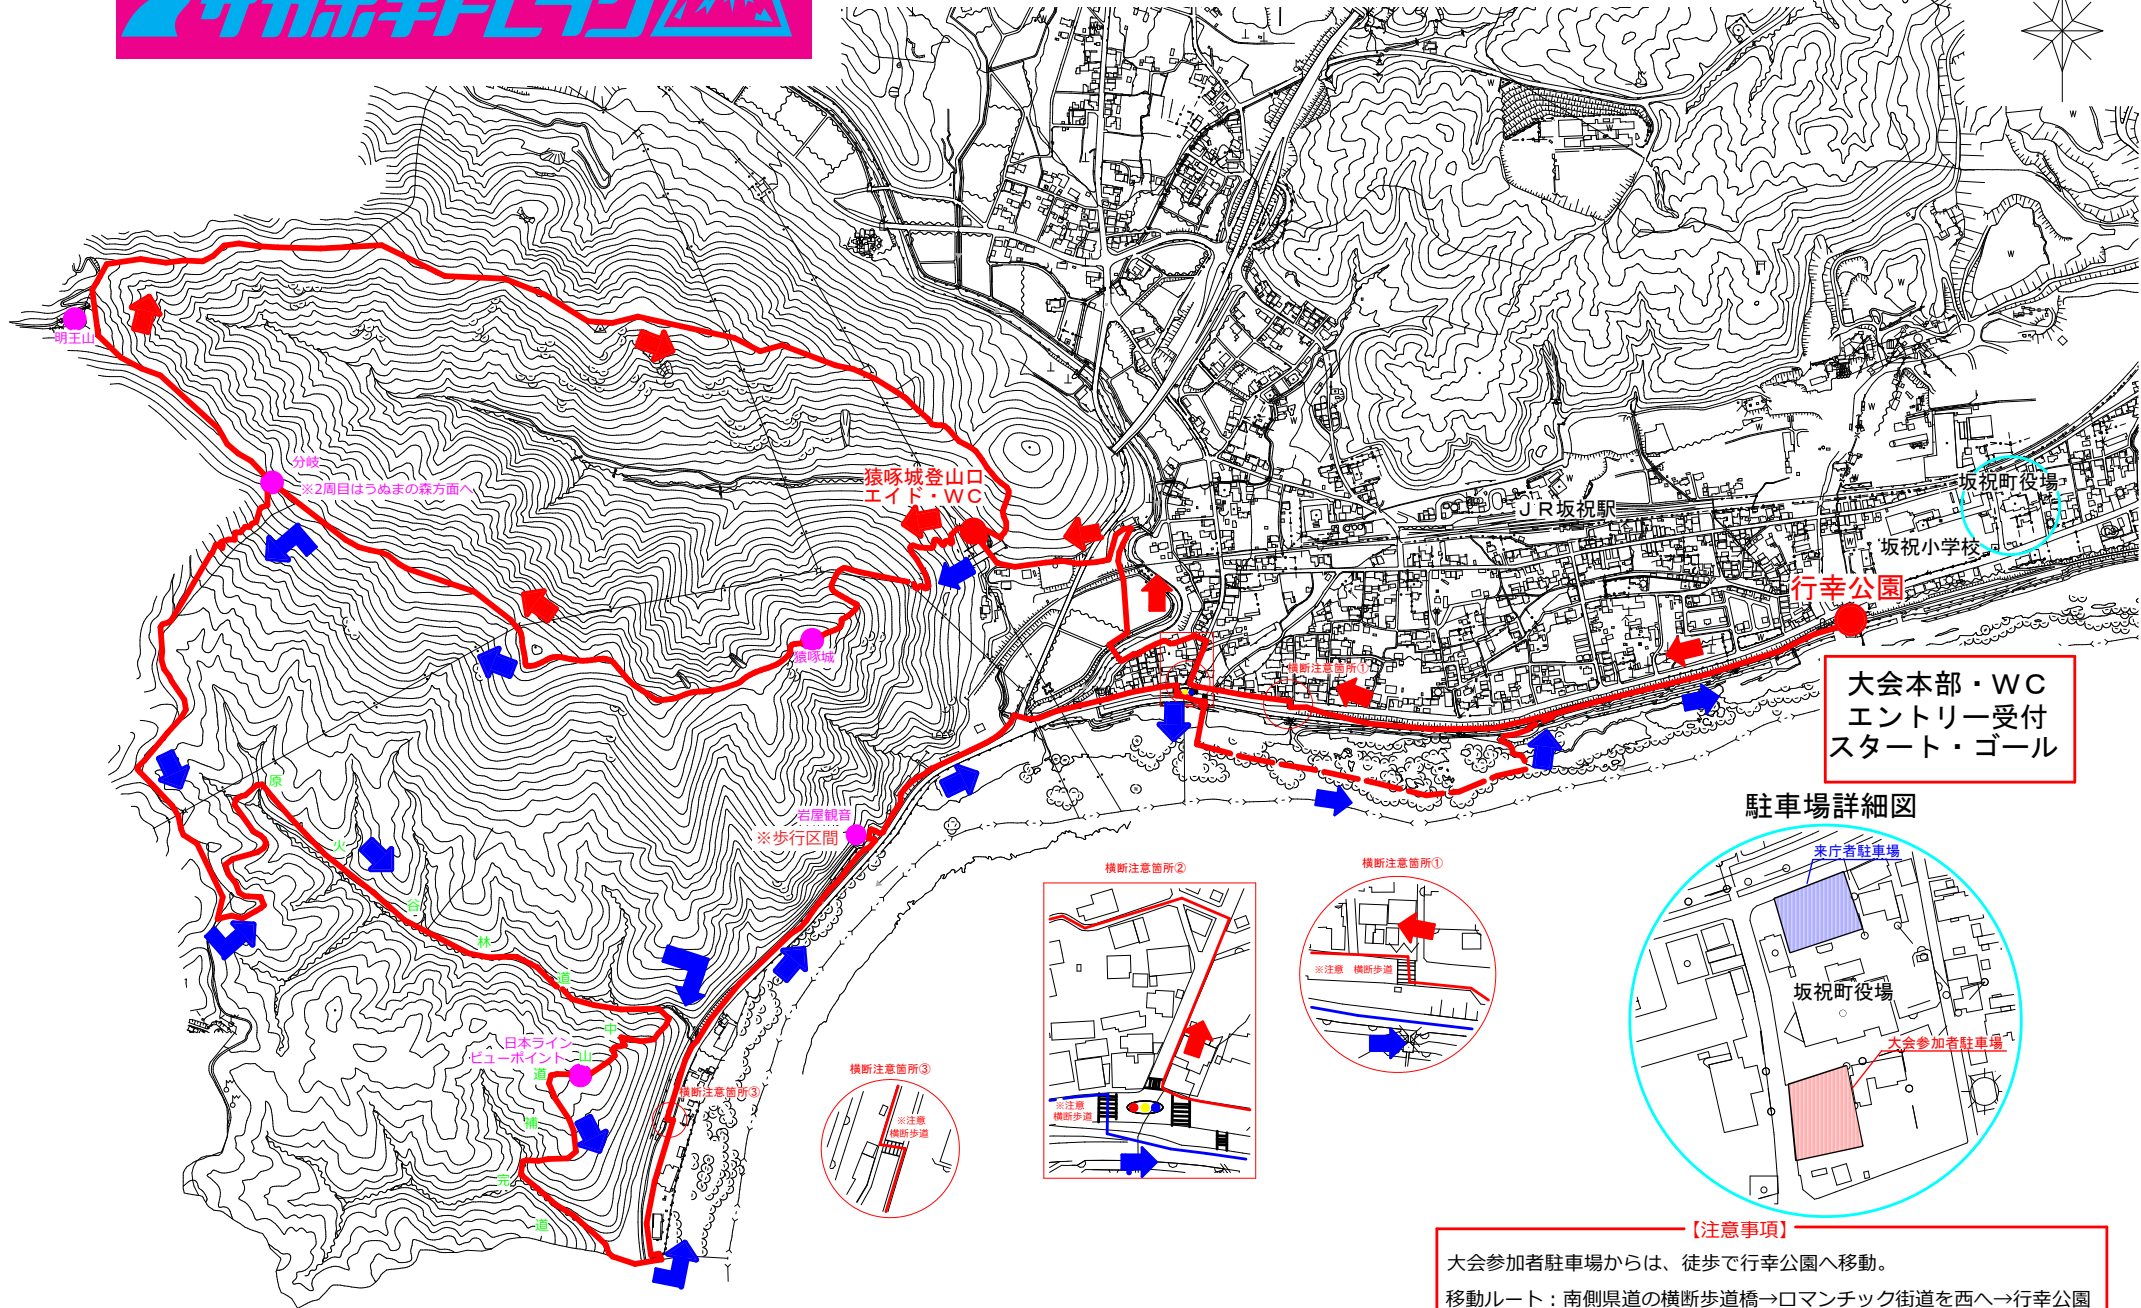 サカホギトレラン
明王山
分岐
※2周目はうぬまの森方面へ
猿啄城登山口
エイド・WC
猿啄城
JR坂祝駅
坂祝町役場
坂祝小学校
行幸公園
横断注意箇所①
大会本部・WC
エントリー受付
スタート・ゴール
岩屋観音
※歩行区間
原
火
谷
林
道
中
山
道
補
完
道
日本ライン
ビューポイント
横断注意箇所③
横断注意箇所③
※注意
横断歩道
横断注意箇所②
※注意
横断歩道
横断注意箇所①
※注意 横断歩道
駐車場詳細図
来庁者駐車場
坂祝町役場
大会参加者駐車場
【注意事項】
大会参加者駐車場からは、徒歩で行幸公園へ移動。
移動ルート：南側県道の横断歩道橋→ロマンチック街道を西へ→行幸公園